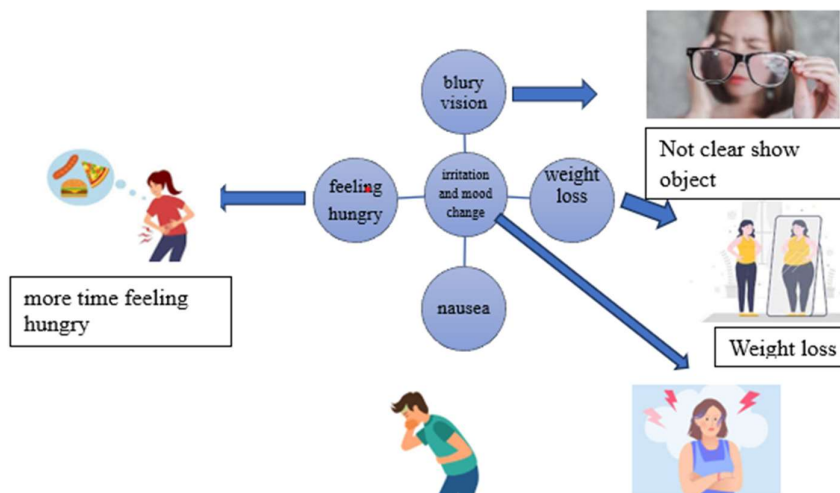 blury
vision
Not clear show
object
feeling
hungry
irritation
and mood
change
weight
loss
more time feeling
hungry
nausea
Weight loss